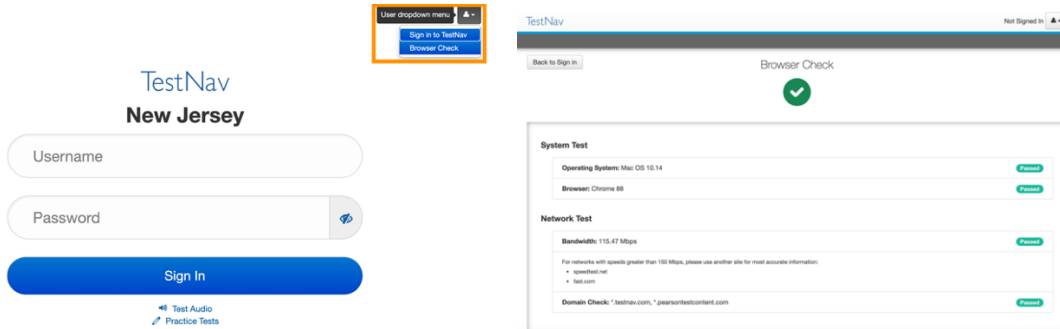 User dropdown menu
Sign in to TestNav
Browser Check
TestNav
New Jersey
Username
Password
Sign In
Test Audio
Practice Tests
TestNav
Not Signed In
Back to Sign in
Browser Check
System Test
Operating System: Mac OS 10.14
Passed
Browser: Chrome 88
Passed
Network Test
Bandwidth: 115.47 Mbps
Passed
For networks with speeds greater than 150 Mbps, please use another site for most accurate information:
• speedtest.net
• fast.com
Domain Check: *.testnav.com, *.pearsontestcontent.com
Passed